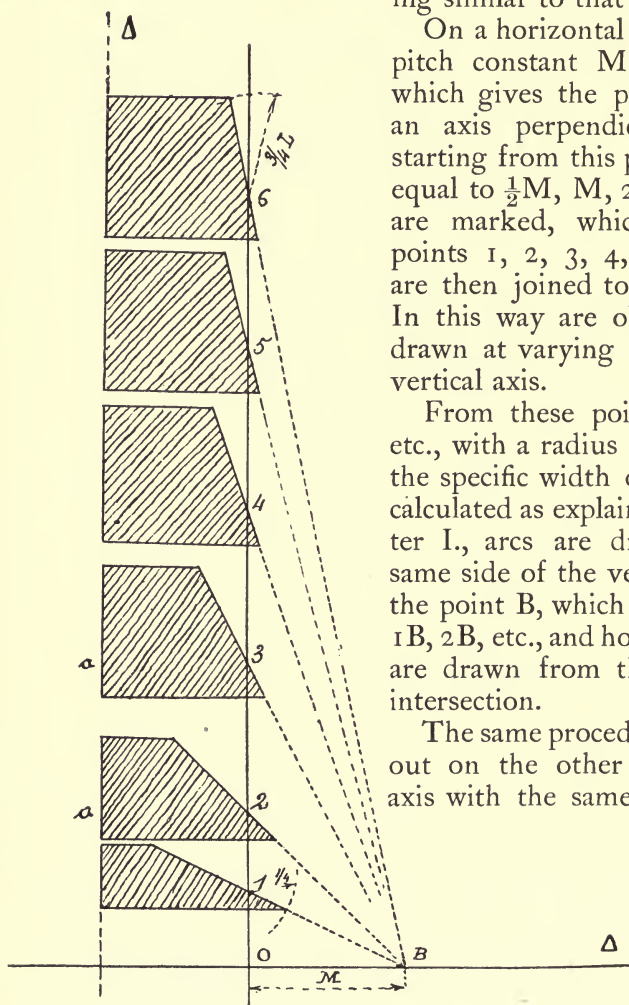 ing similar to that
On a horizontal
pitch constant M
which gives the p
an axis perpendic
starting from this p
equal to ½M, M, 2
are marked, whic
points 1, 2, 3, 4,
are then joined to
In this way are o
drawn at varying
vertical axis.
From these poi
etc., with a radius
the specific width o
calculated as explain
ter I., arcs are d
same side of the ve
the point B, which
1B, 2B, etc., and ho
are drawn from t
intersection.
The same proced
out on the other
axis with the same
Δ
¾ L
6
5
4
3
a
2
a
1 ¼
O
B
Δ
M